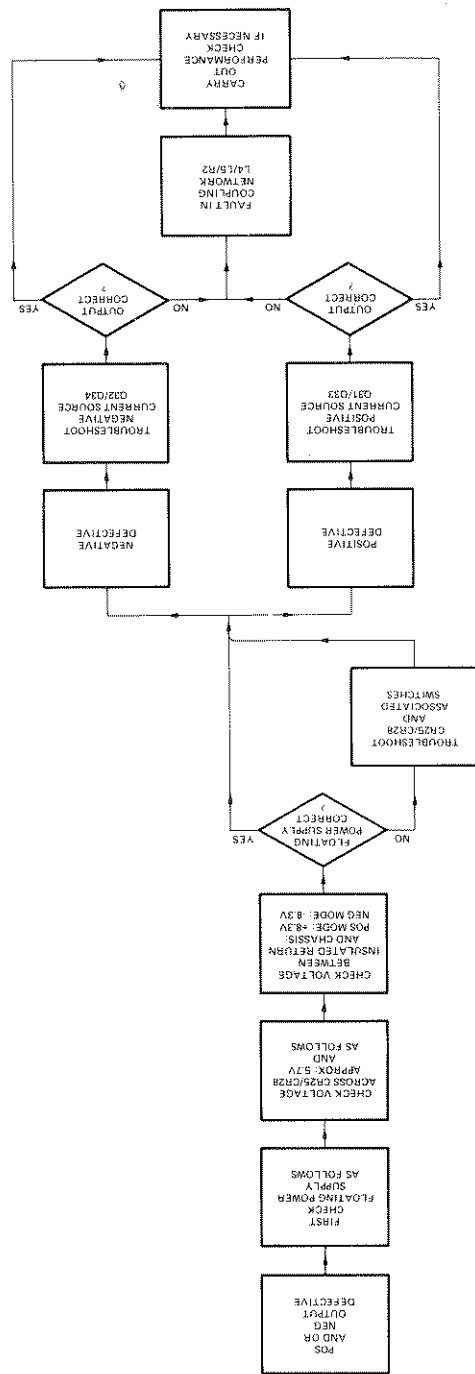 POS
AND OR
NEG
OUTPUT
DEFECTIVE
FIRST
CHECK
FLOATING POWER
SUPPLY
AS FOLLOWS
CHECK VOLTAGE
ACROSS CR25/CR28
APPROX: 5.7V
AND
AS FOLLOWS
CHECK VOLTAGE
BETWEEN
INSULATED RETURN
AND CHASSIS:
POS MODE: +8.3V
NEG MODE: -8.3V
FLOATING
POWER SUPPLY
CORRECT
?
YES
NO
TROUBLESHOOT
CR25/CR28
AND
ASSOCIATED
SWITCHES
POSITIVE
DEFECTIVE
TROUBLESHOOT
POSITIVE
CURRENT SOURCE
Q31/Q33
OUTPUT
CORRECT
?
NO
YES
NEGATIVE
DEFECTIVE
TROUBLESHOOT
NEGATIVE
CURRENT SOURCE
Q32/Q34
OUTPUT
CORRECT
?
NO
YES
FAULT IN
COUPLING
NETWORK
L4/L5/R2
CARRY
OUT
PERFORMANCE
CHECK
IF NECESSARY